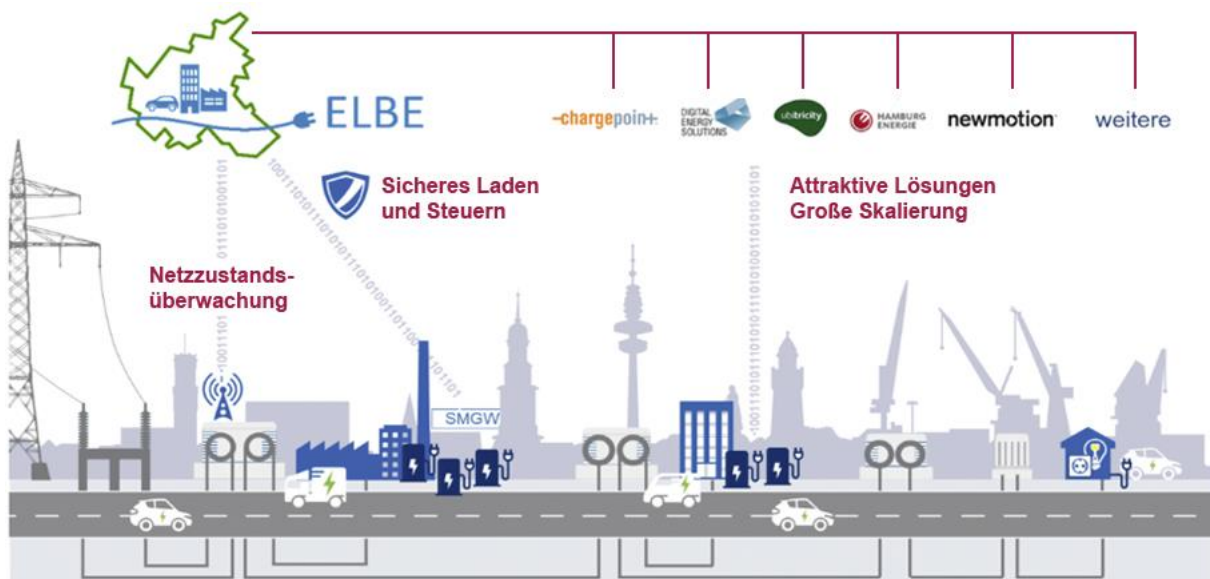 ELBE
-chargepoin+-
DIGITAL
ENERGY
SOLUTIONS
ubitricity
HAMBURG
ENERGIE
newmotion
weitere
Sicheres Laden
und Steuern
Attraktive Lösungen
Große Skalierung
Netzzustands-
überwachung
SMGW